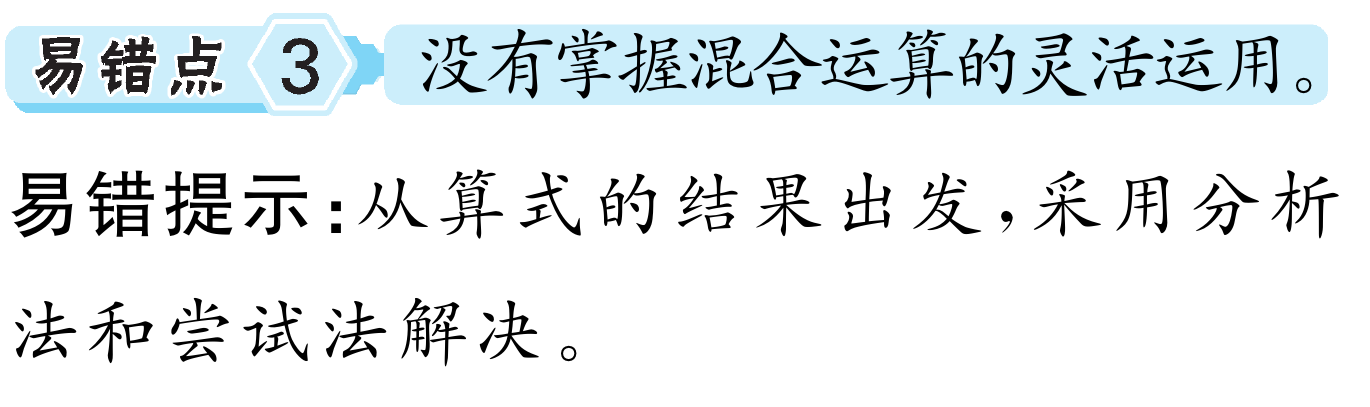 易错点 3 没有掌握混合运算的灵活运用。
易错提示:从算式的结果出发,采用分析
法和尝试法解决。